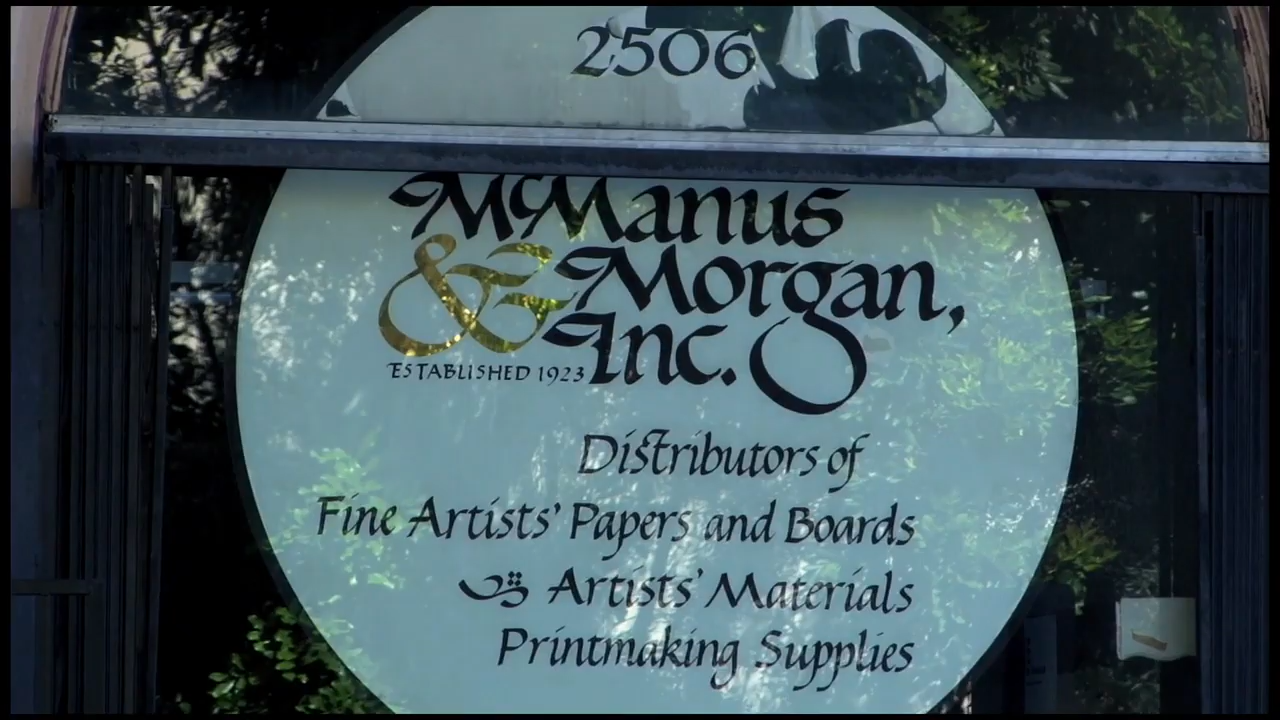 2506
McManus
& Morgan,
Inc.
ESTABLISHED 1923
Distributors of
Fine Artists' Papers and Boards
Artists' Materials
Printmaking Supplies